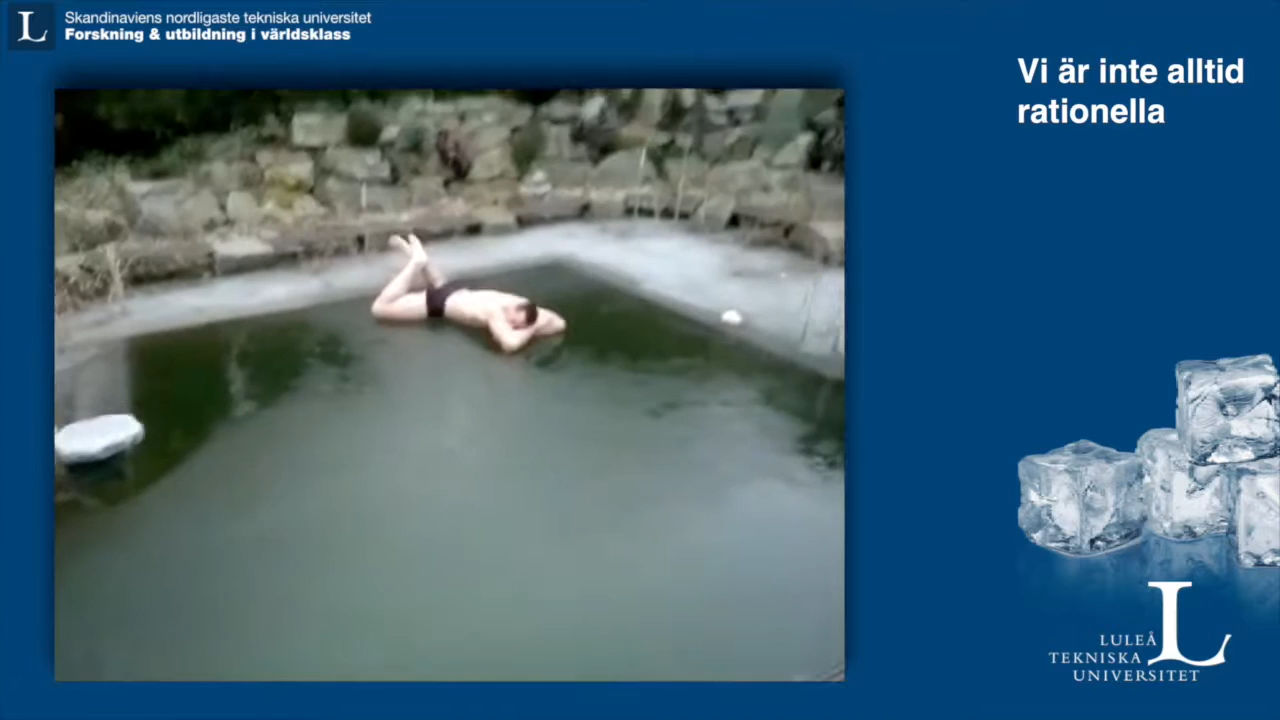 L
Skandinaviens nordligaste tekniska universitet
Forskning & utbildning i världsklass
Vi är inte alltid
rationella
L
LULEÅ
TEKNISKA
UNIVERSITET